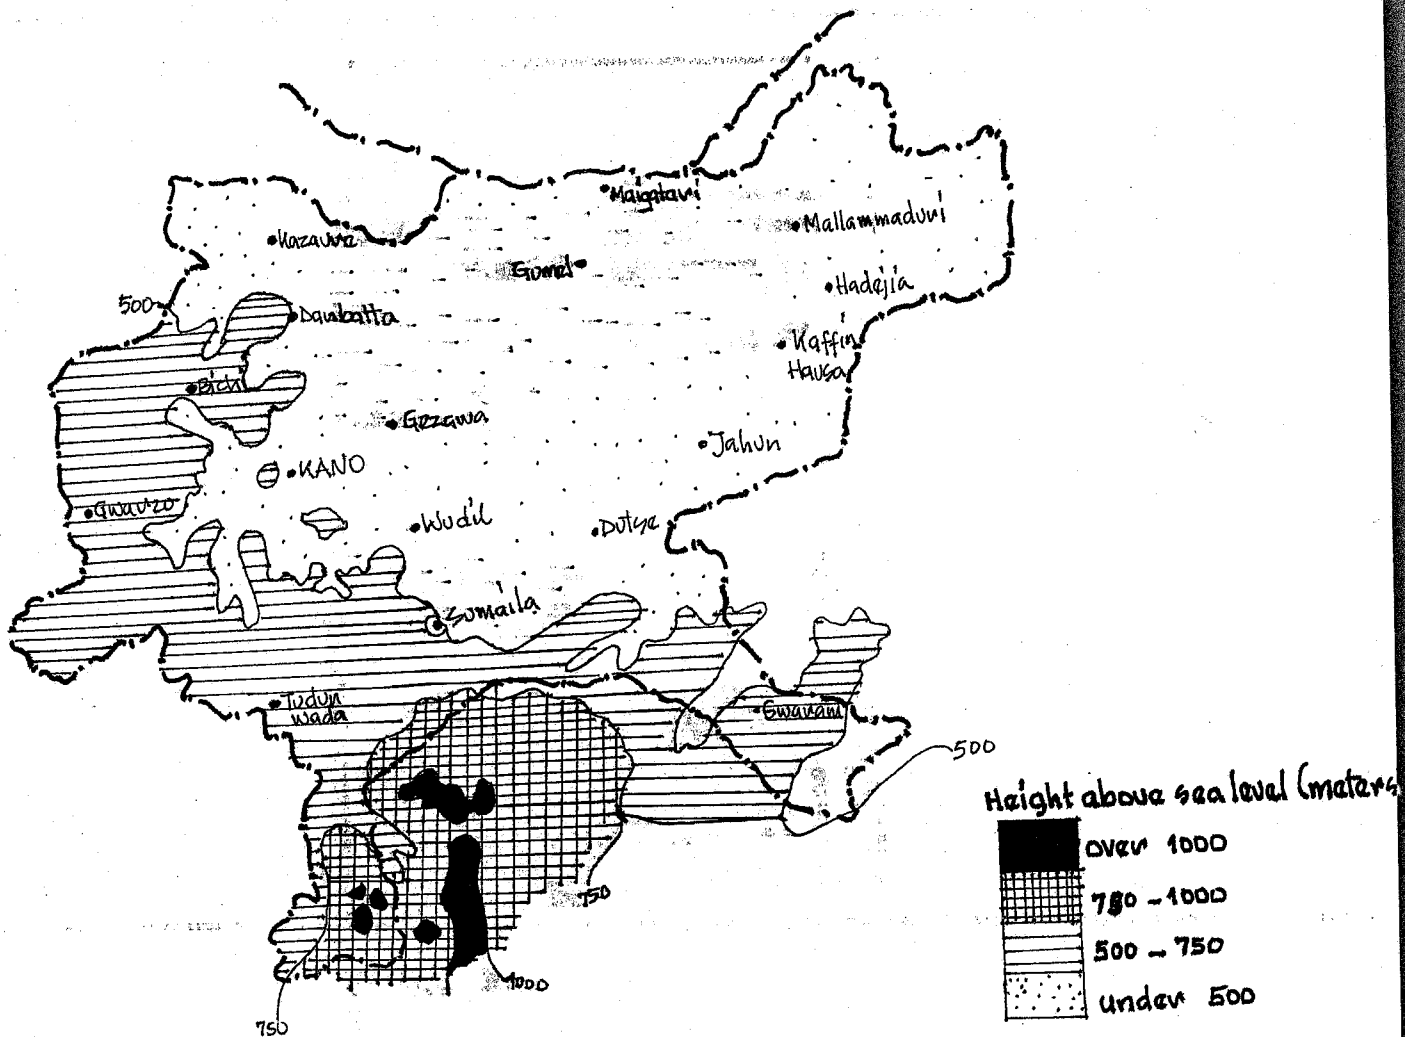 Maigatari
Mallammaduri
Kazaure
Gumel
Hadejia
500
Danbatta
Kaffin
Hausa
Bichi
Gezawa
Jahun
KANO
Gwarzo
Wudil
Dutse
Sumaila
Tudun
Wada
Gwaram
500
Height above sea level (meters
over 1000
750 - 1000
500 - 750
under 500
750
1000
750